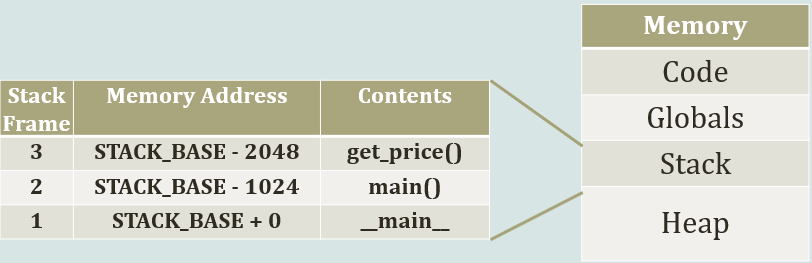 Memory
Code
Globals
Stack
Heap
Stack Frame Memory Address Contents
3 STACK_BASE - 2048 get_price()
2 STACK_BASE - 1024 main()
1 STACK_BASE + 0 __main__